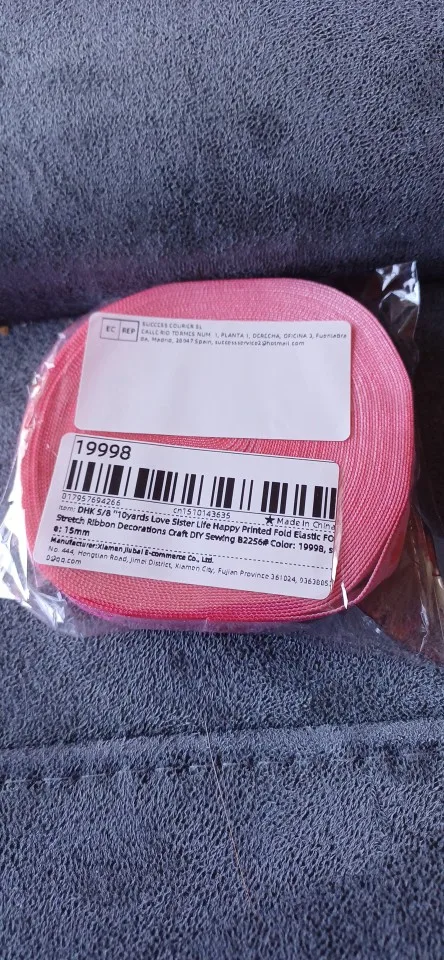 EC REP
SUCCESS COURIER SL
CALLE RIO TORMES NUM. 1, PLANTA 1, DERECHA, OFICINA 3, Fuenlabra
da, Madrid, 28947 Spain, successservice2@hotmail.com
19998
017957694266 cn1510143635 ★ Made in China
Item: DHK 5/8 "10yards Love Sister Life Happy Printed Fold Elastic FO
Stretch Ribbon Decorations Craft DIY Sewing B2256# Color: 19998, s
e: 15mm
Manufacturer:Xiamen Jiubai E-commerce Co., Ltd.
No. 444, Hongtian Road, Jimei District, Xiamen City, Fujian Province 361024,
@qq.com